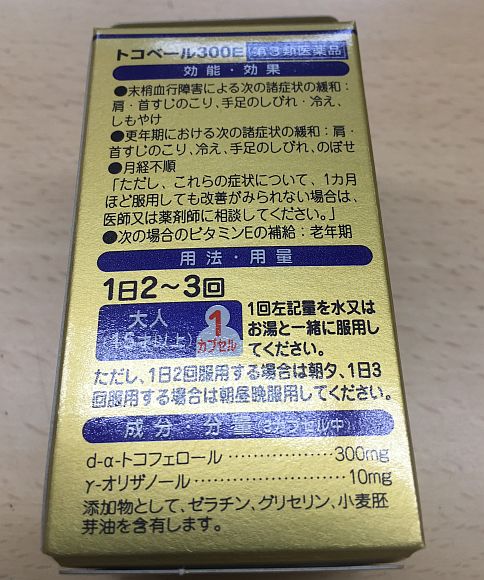 トコベール300E 第3類医薬品
効能・効果
●末梢血行障害による次の諸症状の緩和:
肩・首すじのこり、手足のしびれ・冷え、
しもやけ
●更年期における次の諸症状の緩和:肩・
首すじのこり、冷え、手足のしびれ、のぼせ
●月経不順
「ただし、これらの症状について、1カ月
ほど服用しても改善がみられない場合は、
医師又は薬剤師に相談してください。」
●次の場合のビタミンEの補給:老年期
用法・用量
1日2〜3回
大人
(15才以上)
1
カプセル
1回左記量を水又は
お湯と一緒に服用し
てください。
ただし、1日2回服用する場合は朝夕、1日3
回服用する場合は朝昼晩服用してください。
成分・分量(3カプセル中)
d-α-トコフェロール ……………… 300mg
γ-オリザノール ……………………… 10mg
添加物として、ゼラチン、グリセリン、小麦胚
芽油を含有します。